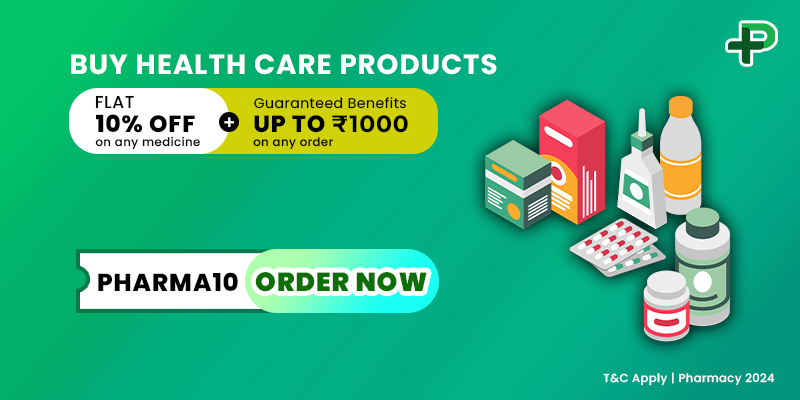 BUY HEALTH CARE PRODUCTS
FLAT
10% OFF
on any medicine
+
Guaranteed Benefits
UP TO ₹1000
on any order
PHARMA10
ORDER NOW
T&C Apply | Pharmacy 2024